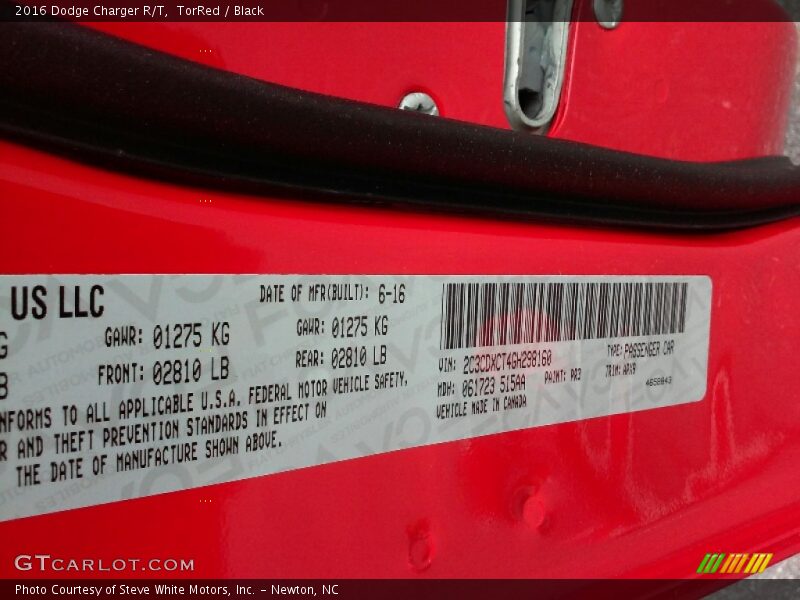 2016 Dodge Charger R/T, TorRed / Black
US LLC
DATE OF MFR(BUILT): 6-16
G GAWR: 01275 KG GAWR: 01275 KG
B FRONT: 02810 LB REAR: 02810 LB
NFORMS TO ALL APPLICABLE U.S.A. FEDERAL MOTOR VEHICLE SAFETY,
R AND THEFT PREVENTION STANDARDS IN EFFECT ON
THE DATE OF MANUFACTURE SHOWN ABOVE.
VIN: 2C3CDXCT4GH298160 TYPE: PASSENGER CAR
MDH: 061723 515AA PAINT: PR3 TRIM: HRX9
VEHICLE MADE IN CANADA 4658043
GTCARLOT.COM
Photo Courtesy of Steve White Motors, Inc. – Newton, NC